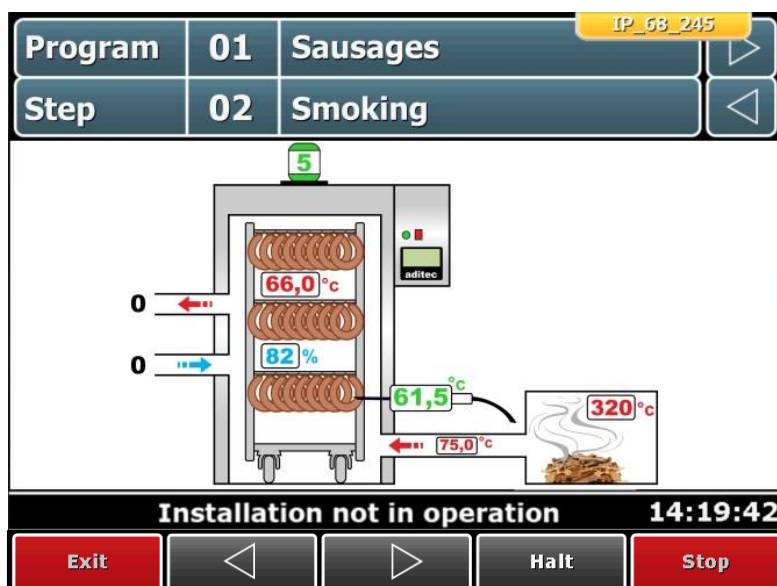 IP_68_245
Program 01 Sausages
Step 02 Smoking
5
aditec
66,0 °c
0
82 %
0
61,5 °c
320 °c
75,0 °c
Installation not in operation 14:19:42
Exit Halt Stop